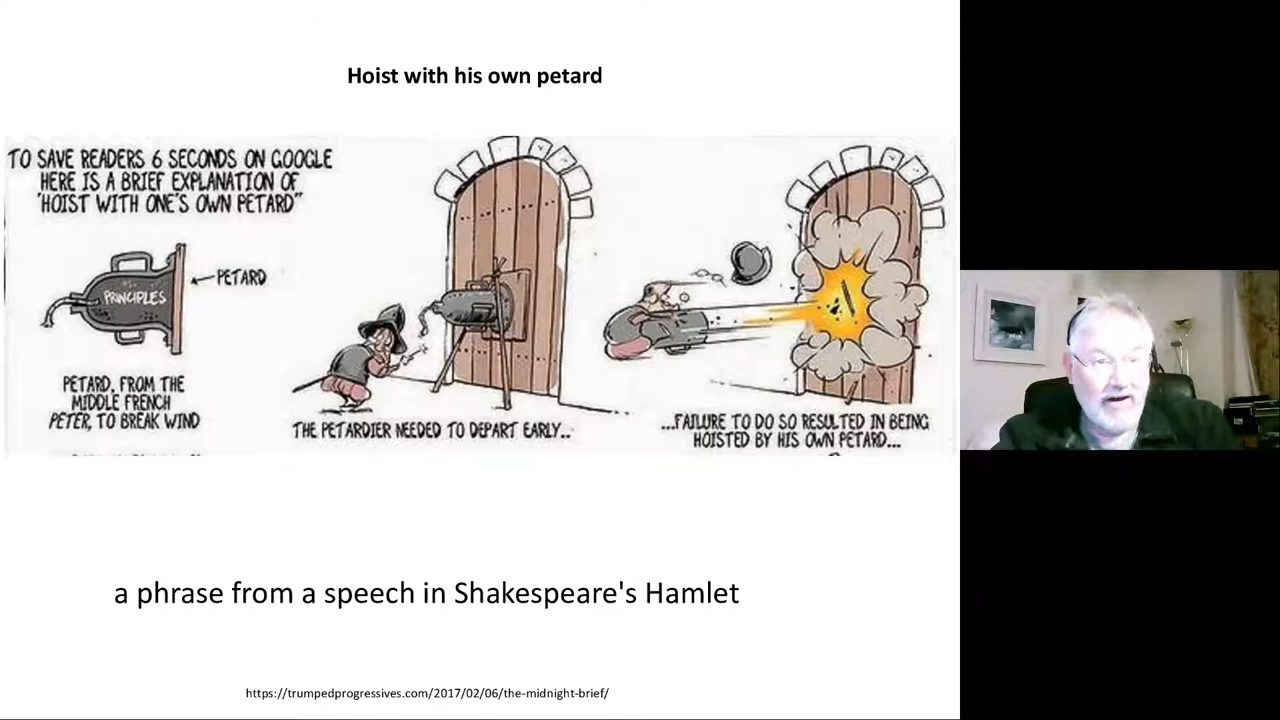 Hoist with his own petard
TO SAVE READERS 6 SECONDS ON GOOGLE
HERE IS A BRIEF EXPLANATION OF
'HOIST WITH ONE'S OWN PETARD"
PRINCIPLES
PETARD
PETARD, FROM THE
MIDDLE FRENCH
PETER, TO BREAK WIND
THE PETARDIER NEEDED TO DEPART EARLY..
...FAILURE TO DO SO RESULTED IN BEING
HOISTED BY HIS OWN PETARD...
a phrase from a speech in Shakespeare's Hamlet
https://trumpedprogressives.com/2017/02/06/the-midnight-brief/